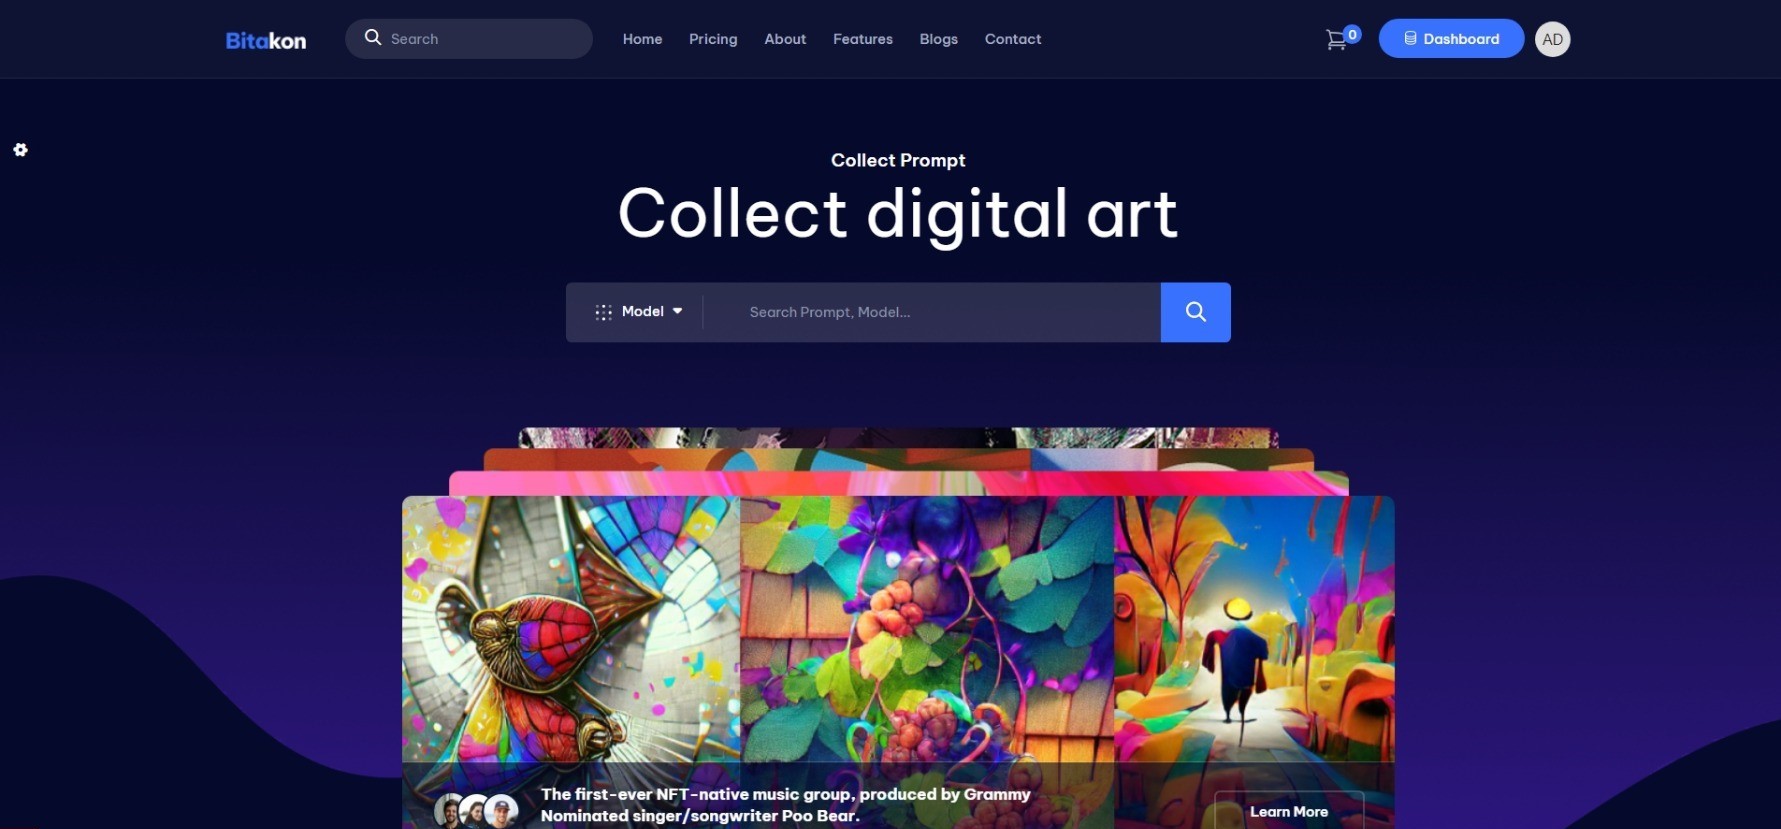 Bitakon
Search
Home
Pricing
About
Features
Blogs
Contact
0
Dashboard
AD
Collect Prompt
Collect digital art
Model
Search Prompt, Model...
The first-ever NFT-native music group, produced by Grammy
Nominated singer/songwriter Poo Bear.
Learn More